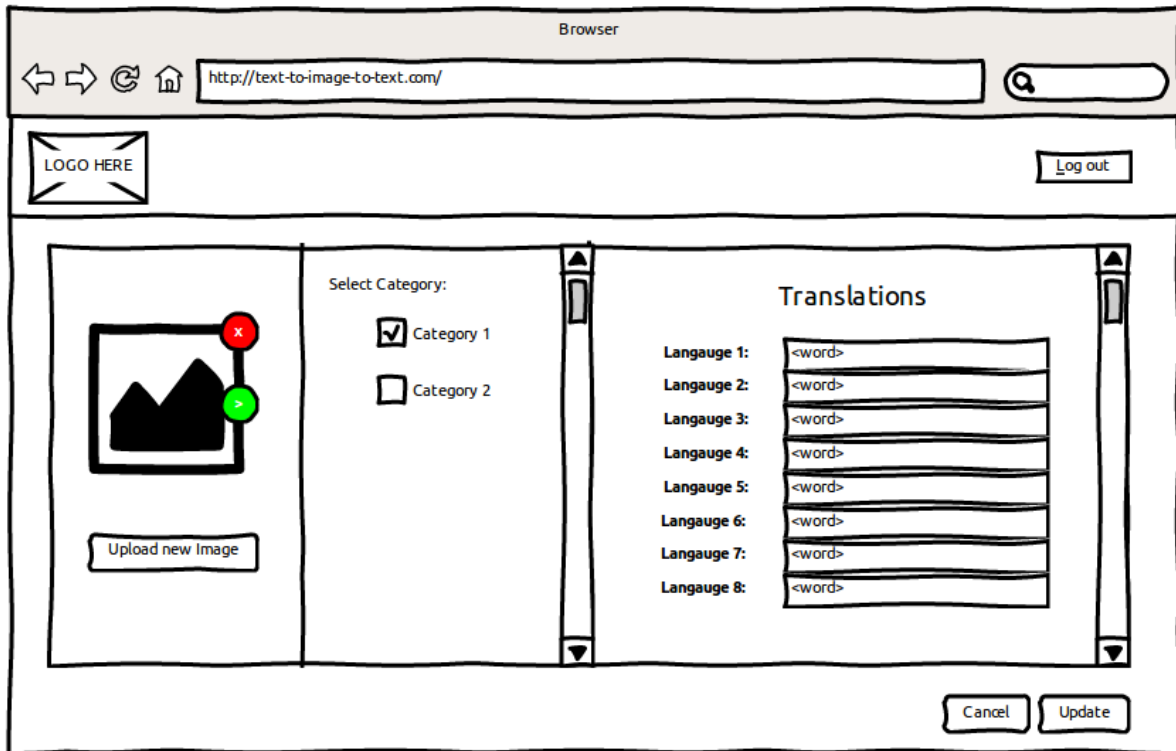 Browser
http://text-to-image-to-text.com/
LOGO HERE
Log out
x
>
Upload new Image
Select Category:
Category 1
Category 2
Translations
Langauge 1: <word>
Langauge 2: <word>
Langauge 3: <word>
Langauge 4: <word>
Langauge 5: <word>
Langauge 6: <word>
Langauge 7: <word>
Langauge 8: <word>
Cancel
Update